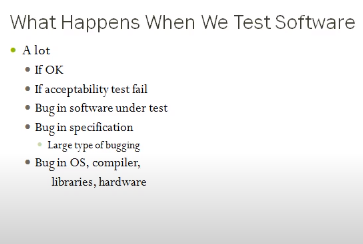 What Happens When We Test Software
A lot
If OK
If acceptability test fail
Bug in software under test
Bug in specification
Large type of bugging
Bug in OS, compiler,
libraries, hardware